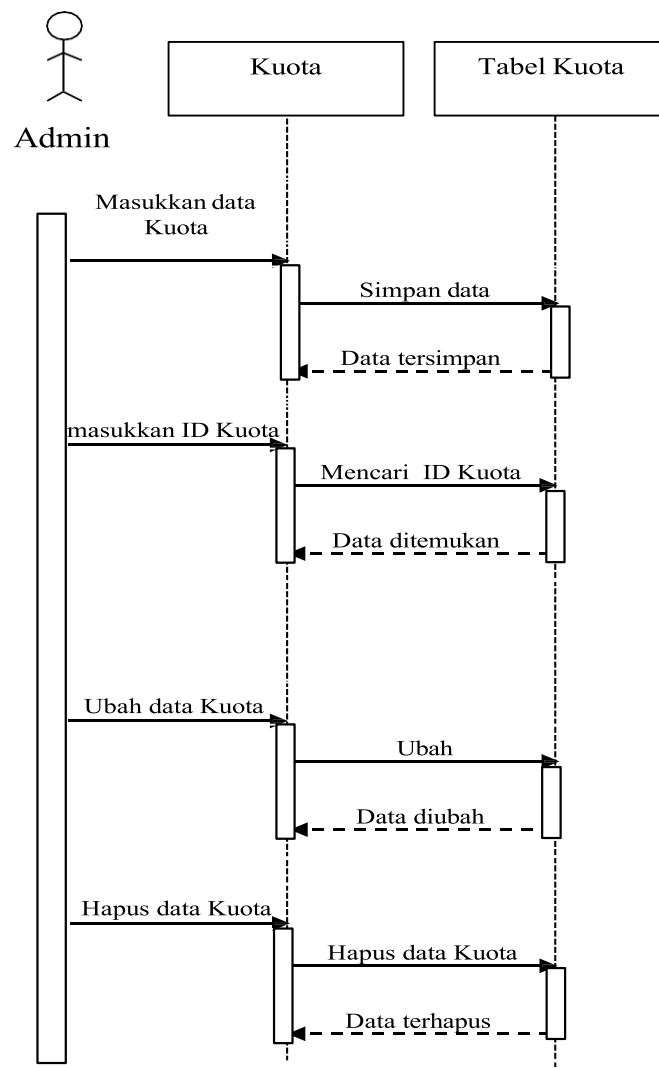 Kuota
Tabel Kuota
Admin
Masukkan data
Kuota
Simpan data
Data tersimpan
masukkan ID Kuota
Mencari ID Kuota
Data ditemukan
Ubah data Kuota
Ubah
Data diubah
Hapus data Kuota
Hapus data Kuota
Data terhapus